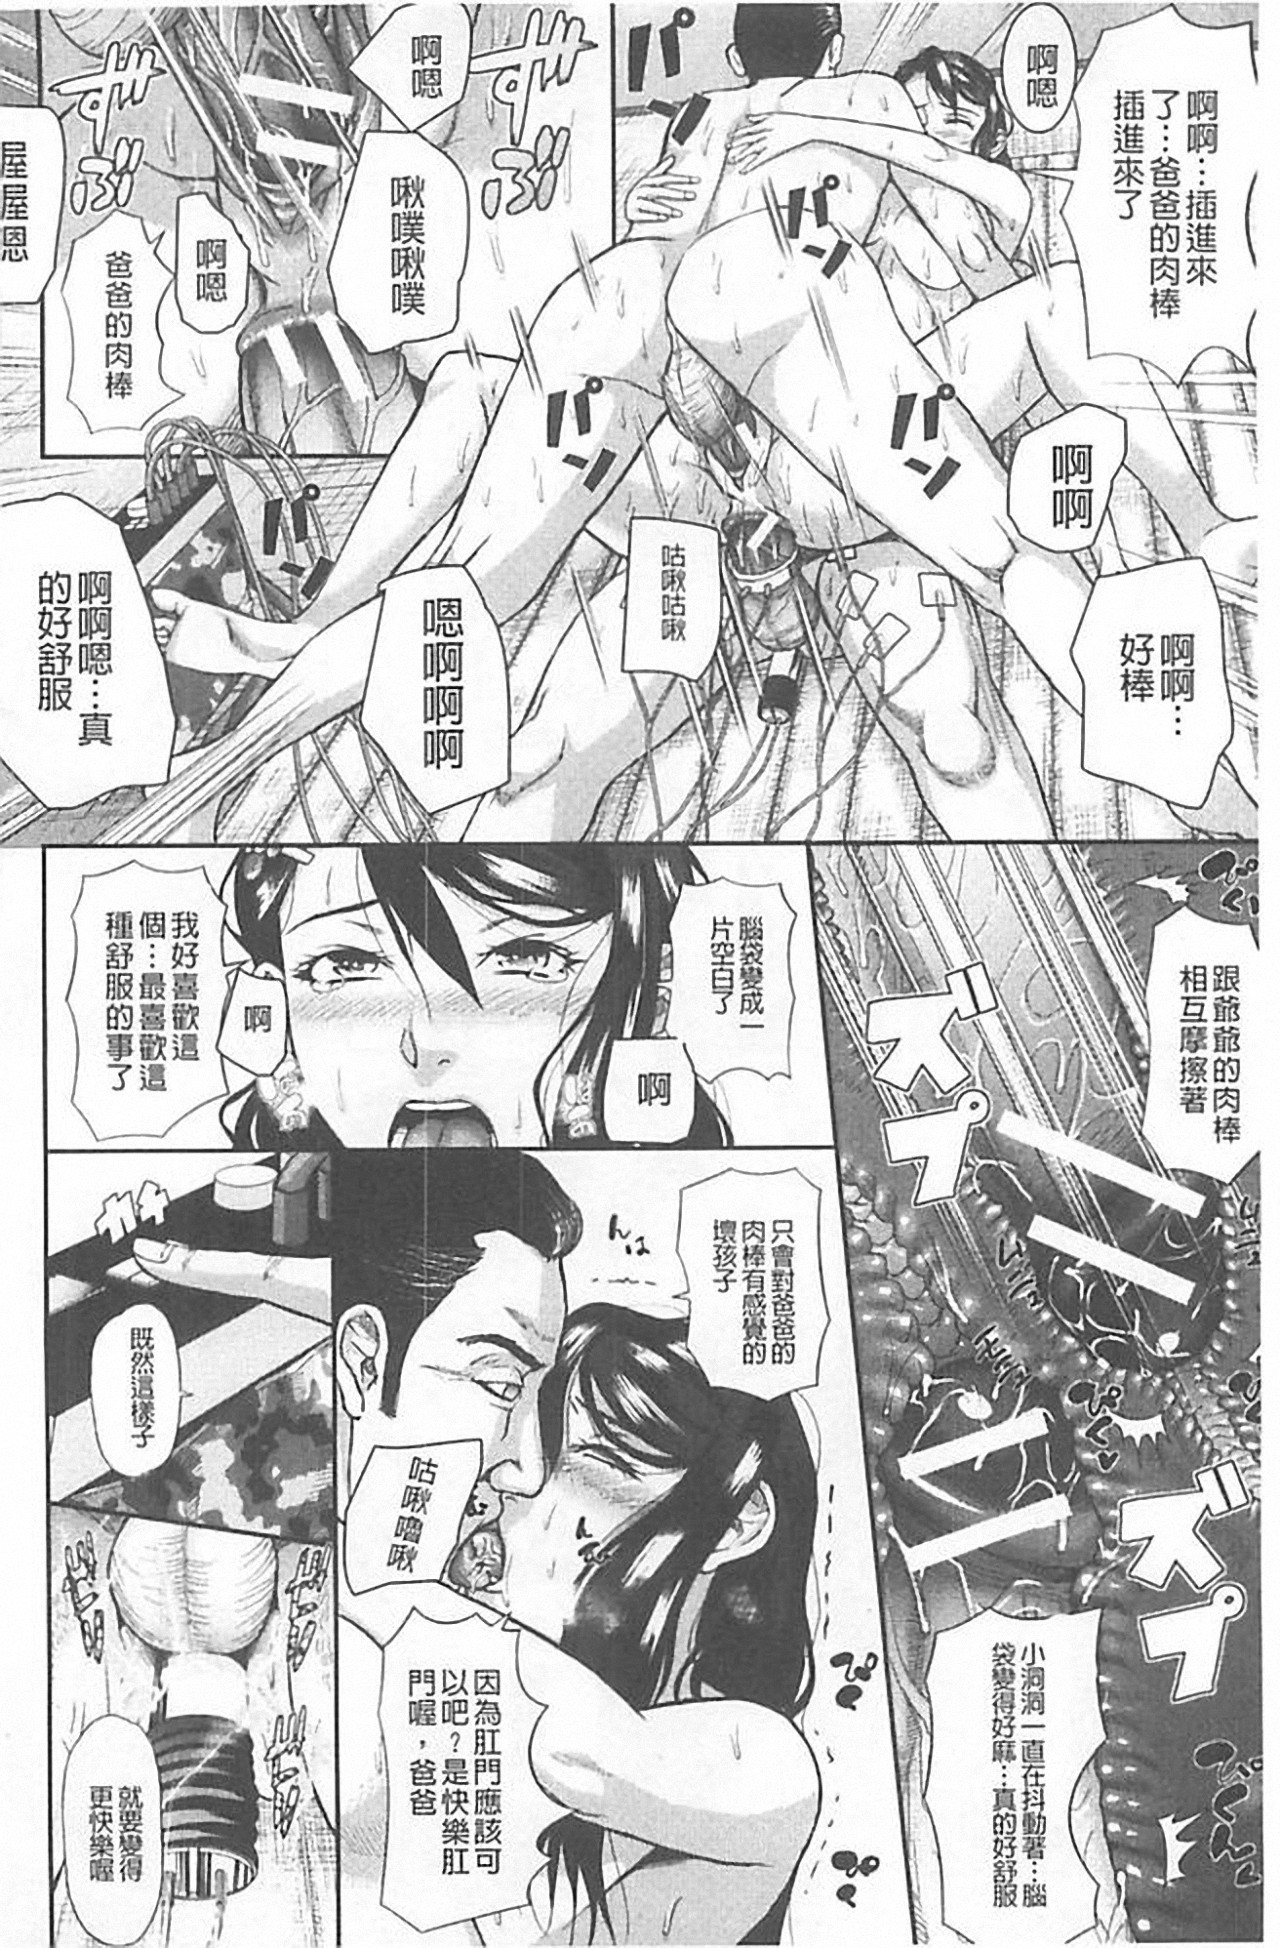 啊啊…插進來
了…爸爸的肉棒
插進來了
啊嗯
啊嗯
啾噗啾噗
啊嗯
爸爸的肉棒
啊啊
啊啊…
好棒
咕啾咕啾
嗯啊啊啊
啊啊嗯…真
的好舒服
跟爺爺的肉棒
相互摩擦著
小洞洞一直在抖動著…腦
袋變得好麻…真的好舒服
腦袋變成一
片空白了
啊
啊
我好喜歡這
個…最喜歡這
種舒服的事了
只會對爸爸的
肉棒有感覺的
壞孩子
咕啾嚕啾
因為肛門應該可
以吧？是快樂肛
門喔，爸爸
既然這樣子
就要變得
更快樂喔